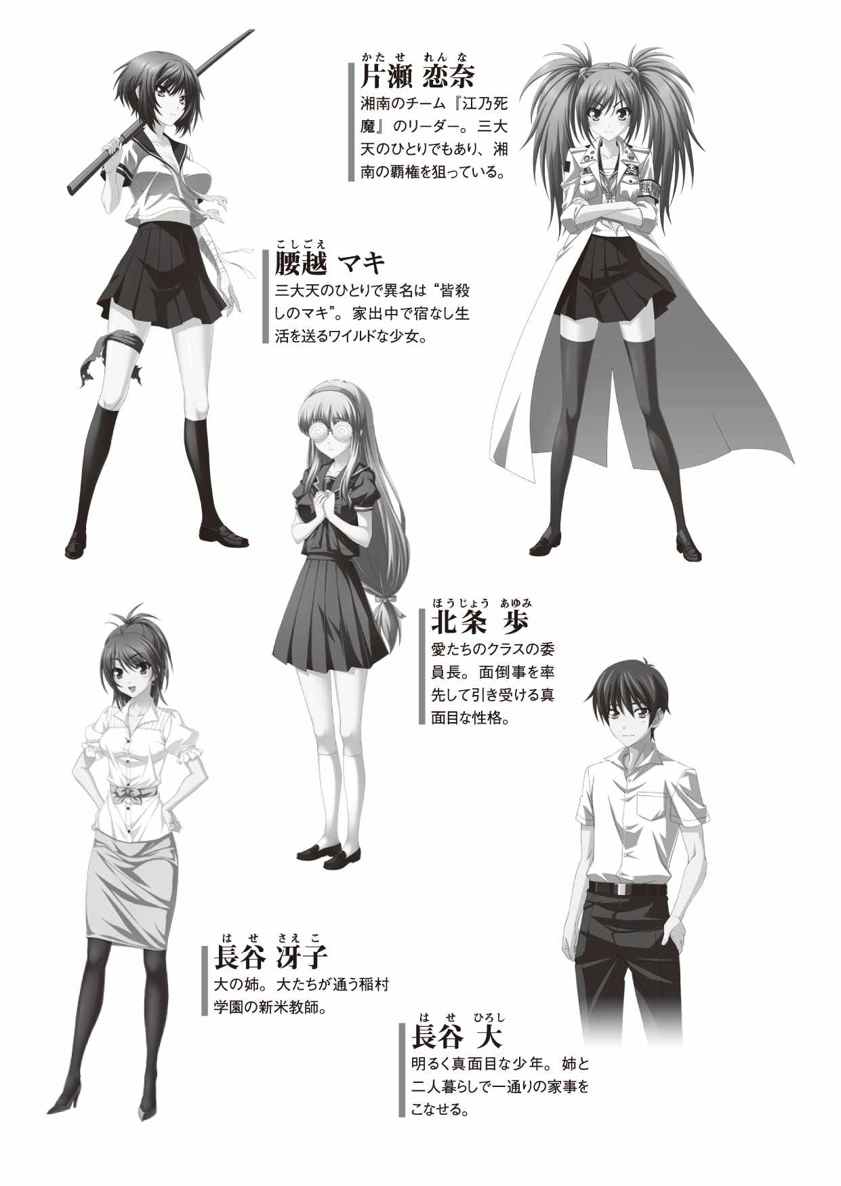 かたせ れんな
片瀬 恋奈
湘南のチーム『江乃死
魔』のリーダー。三大
天のひとりでもあり、湘
南の覇権を狙っている。
こしごえ
腰越 マキ
三大天のひとりで異名は“皆殺
しのマキ”。家出中で宿なし生
活を送るワイルドな少女。
ほうじょう あゆみ
北条 歩
愛たちのクラスの委
員長。面倒事を率
先して引き受ける真
面目な性格。
はせ さえこ
長谷 冴子
大の姉。大たちが通う稲村
学園の新米教師。
はせ ひろし
長谷 大
明るく真面目な少年。姉と
二人暮らしで一通りの家事を
こなせる。